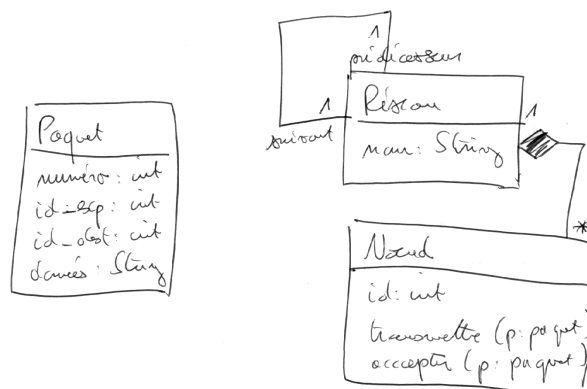 Paquet
numéro: int
id_exp: int
id_dest: int
données: String
1
prédécesseur
1
suivant
Réseau
1
nom: String
*
Nœud
id: int
transmettre (p: paquet)
accepter (p: paquet)